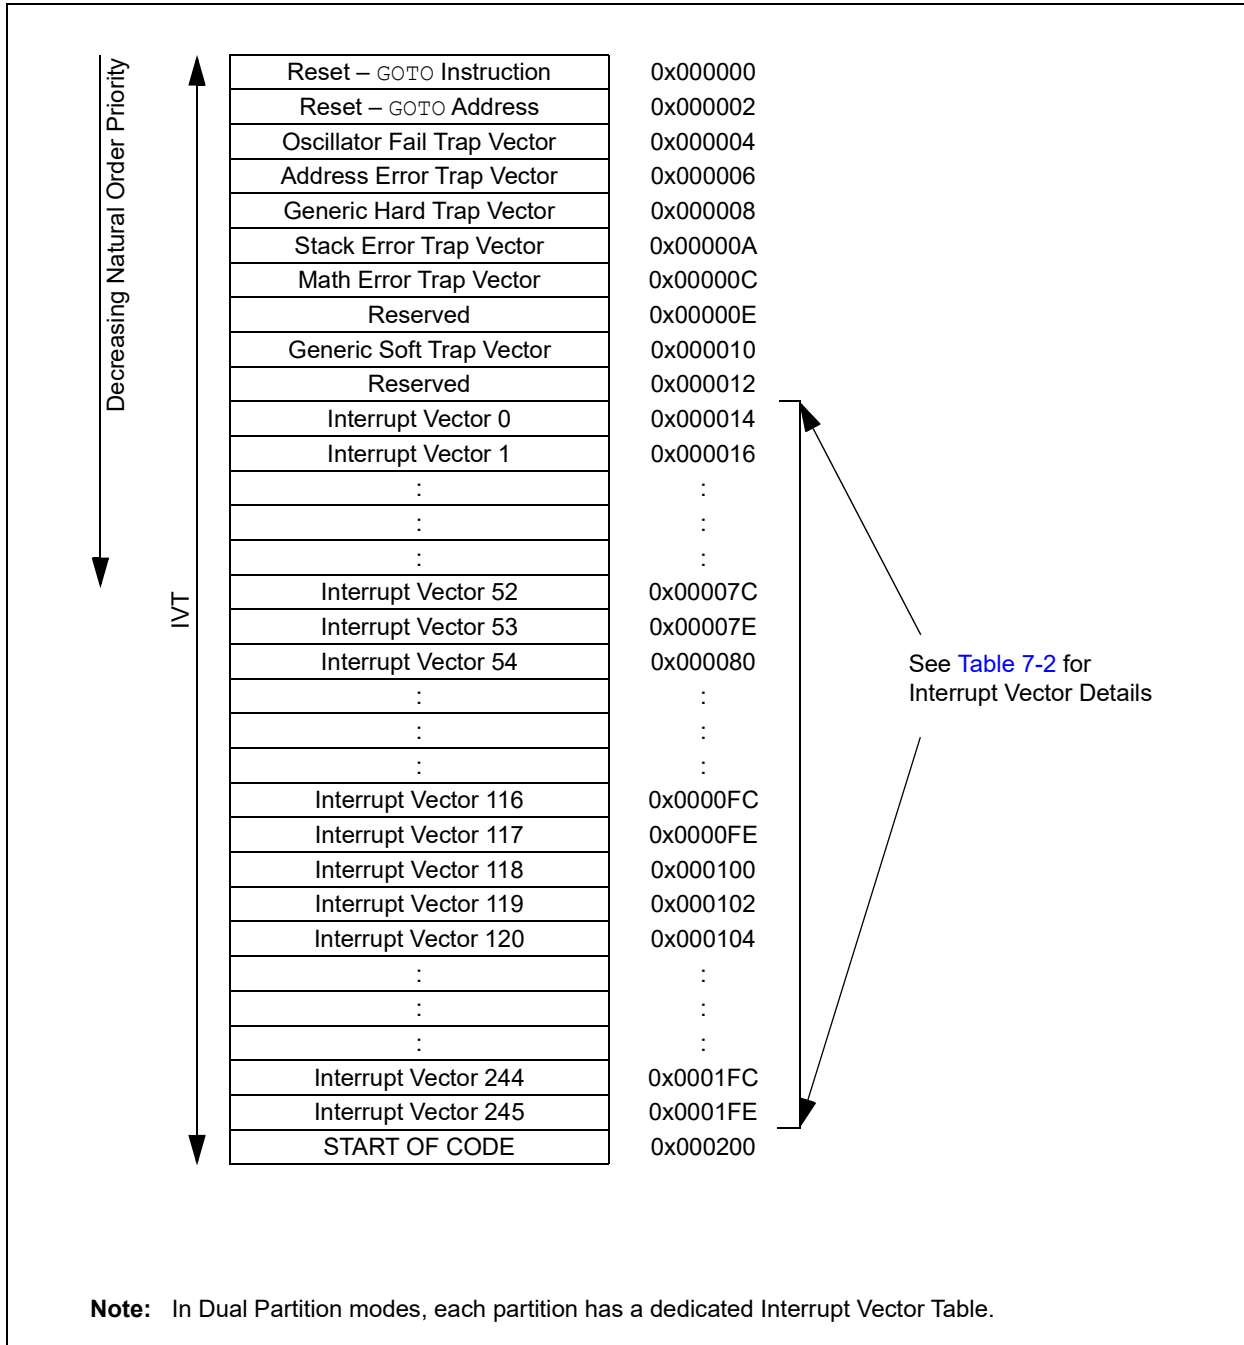 Decreasing Natural Order Priority
IVT
Reset – GOTO Instruction 0x000000
Reset – GOTO Address 0x000002
Oscillator Fail Trap Vector 0x000004
Address Error Trap Vector 0x000006
Generic Hard Trap Vector 0x000008
Stack Error Trap Vector 0x00000A
Math Error Trap Vector 0x00000C
Reserved 0x00000E
Generic Soft Trap Vector 0x000010
Reserved 0x000012
Interrupt Vector 0 0x000014
Interrupt Vector 1 0x000016
: :
: :
: :
Interrupt Vector 52 0x00007C
Interrupt Vector 53 0x00007E
Interrupt Vector 54 0x000080
: :
: :
: :
Interrupt Vector 116 0x0000FC
Interrupt Vector 117 0x0000FE
Interrupt Vector 118 0x000100
Interrupt Vector 119 0x000102
Interrupt Vector 120 0x000104
: :
: :
: :
Interrupt Vector 244 0x0001FC
Interrupt Vector 245 0x0001FE
START OF CODE 0x000200
See Table 7-2 for
Interrupt Vector Details
Note: In Dual Partition modes, each partition has a dedicated Interrupt Vector Table.